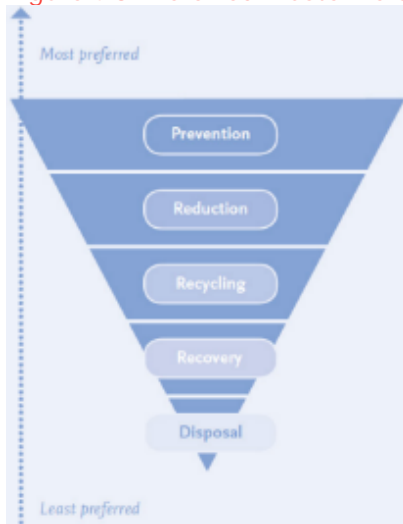 Most preferred
Prevention
Reduction
Recycling
Recovery
Disposal
Least preferred